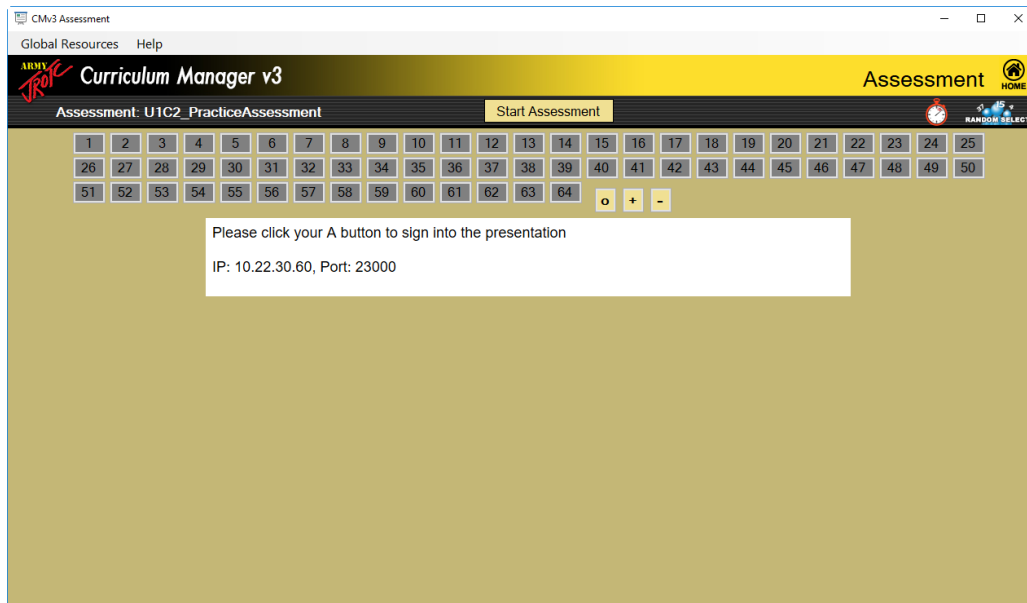 CMv3 Assessment
Global Resources Help
ARMY JROTC Curriculum Manager v3 Assessment HOME
Assessment: U1C2_PracticeAssessment Start Assessment RANDOM SELECT
1 2 3 4 5 6 7 8 9 10 11 12 13 14 15 16 17 18 19 20 21 22 23 24 25
26 27 28 29 30 31 32 33 34 35 36 37 38 39 40 41 42 43 44 45 46 47 48 49 50
51 52 53 54 55 56 57 58 59 60 61 62 63 64 o + -
Please click your A button to sign into the presentation
IP: 10.22.30.60, Port: 23000